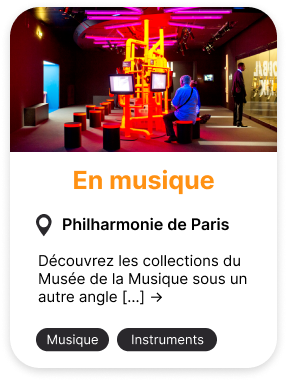 En musique
Philharmonie de Paris
Découvrez les collections du
Musée de la Musique sous un
autre angle [...] →
Musique
Instruments